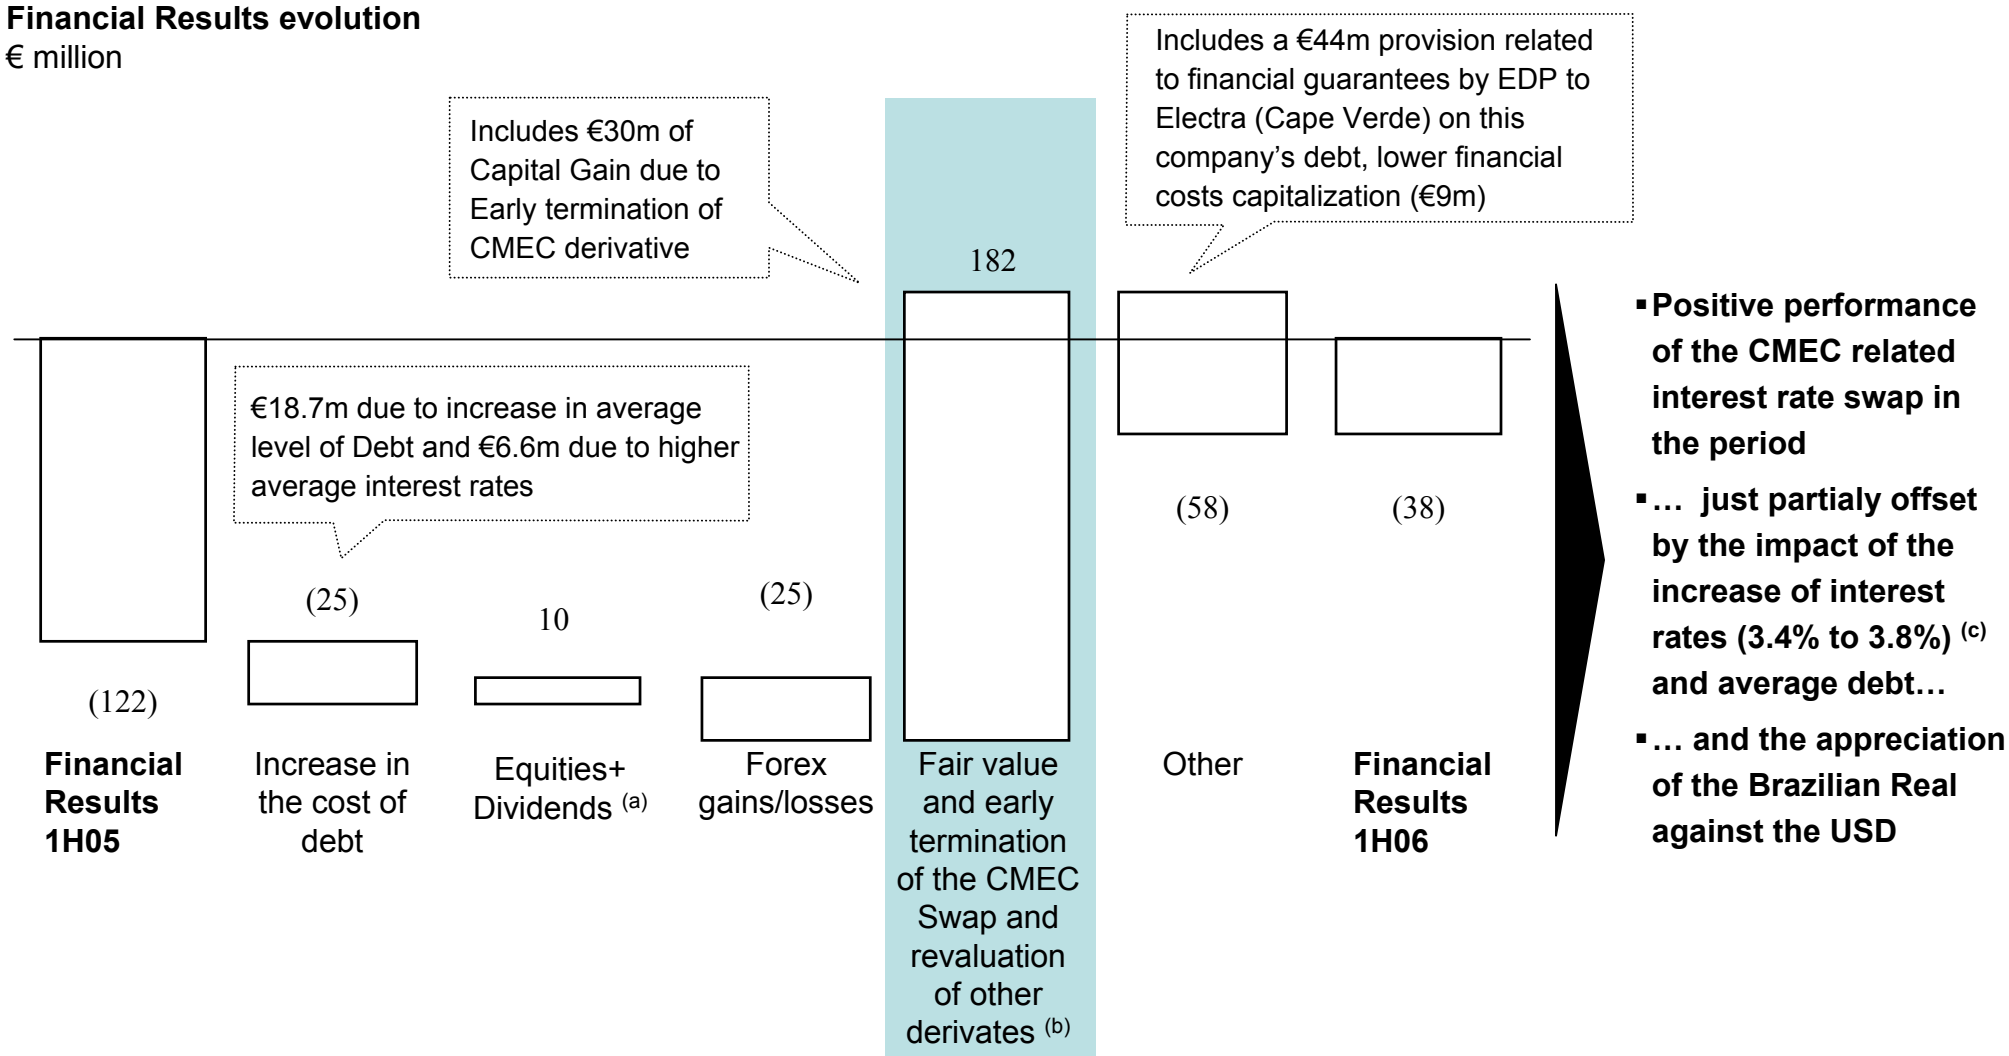 Financial Results evolution
€ million
Includes €30m of
Capital Gain due to
Early termination of
CMEC derivative
Includes a €44m provision related
to financial guarantees by EDP to
Electra (Cape Verde) on this
company’s debt, lower financial
costs capitalization (€9m)
€18.7m due to increase in average
level of Debt and €6.6m due to higher
average interest rates
(122)
(25)
10
(25)
182
(58)
(38)
Financial
Results
1H05
Increase in
the cost of
debt
Equities+
Dividends (a)
Forex
gains/losses
Fair value
and early
termination
of the CMEC
Swap and
revaluation
of other
derivates (b)
Other
Financial
Results
1H06
▪Positive performance
of the CMEC related
interest rate swap in
the period
▪… just partialy offset
by the impact of the
increase of interest
rates (3.4% to 3.8%) (c)
and average debt…
▪… and the appreciation
of the Brazilian Real
against the USD